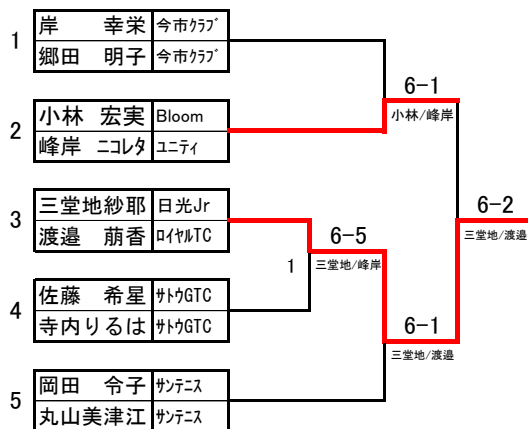 1
岸　幸栄 今市ｸﾗﾌﾞ
郷田　明子 今市ｸﾗﾌﾞ
6-1
小林/峰岸
2
小林　宏実 Bloom
峰岸　ﾆｺﾚﾀ ﾕﾆﾃｨ
3
三堂地紗耶 日光Jr
渡邉　萠香 ﾛｲﾔﾙTC
6-2
三堂地/渡邉
6-5
三堂地/峰岸
1
4
佐藤　希星 ｻﾄｳGTC
寺内りるは ｻﾄｳGTC
6-1
三堂地/渡邉
5
岡田　令子 ｻﾝﾃﾆｽ
丸山美津江 ｻﾝﾃﾆｽ